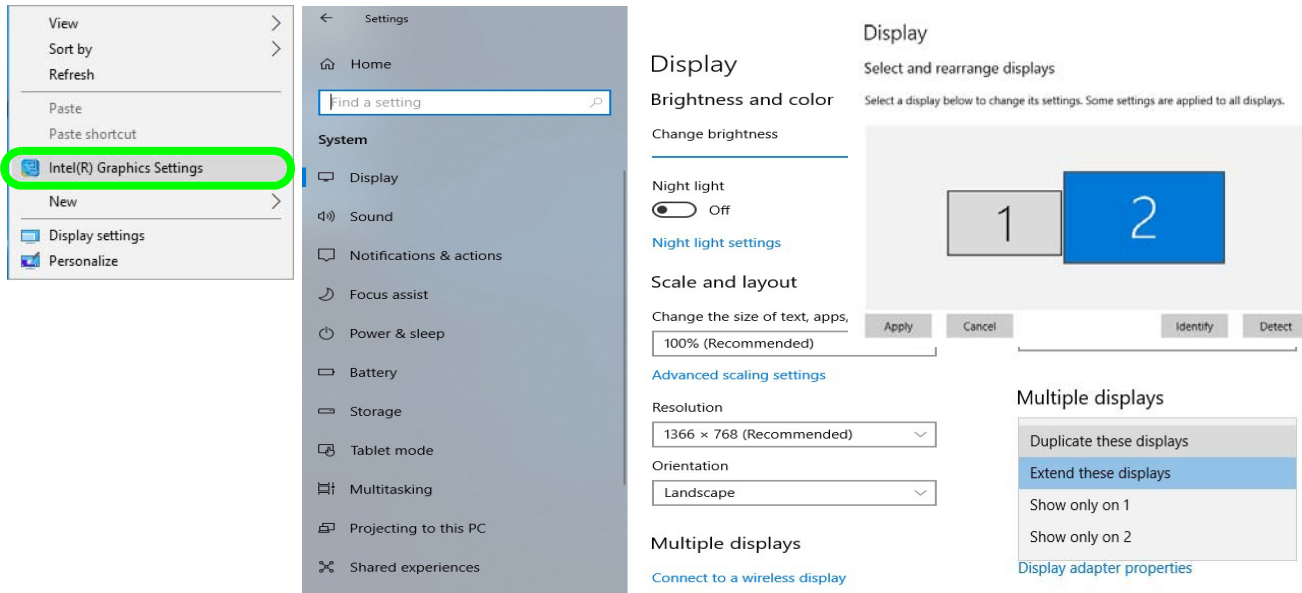 View
Sort by
Refresh
Paste
Paste shortcut
Intel(R) Graphics Settings
New
Display settings
Personalize
Settings
Home
Find a setting
System
Display
Sound
Notifications & actions
Focus assist
Power & sleep
Battery
Storage
Tablet mode
Multitasking
Projecting to this PC
Shared experiences
Display
Brightness and color
Change brightness
Night light
Off
Night light settings
Scale and layout
Change the size of text, apps,
100% (Recommended)
Advanced scaling settings
Resolution
1366 × 768 (Recommended)
Orientation
Landscape
Multiple displays
Connect to a wireless display
Display
Select and rearrange displays
Select a display below to change its settings. Some settings are applied to all displays.
1
2
Apply
Cancel
Identify
Detect
Multiple displays
Duplicate these displays
Extend these displays
Show only on 1
Show only on 2
Display adapter properties